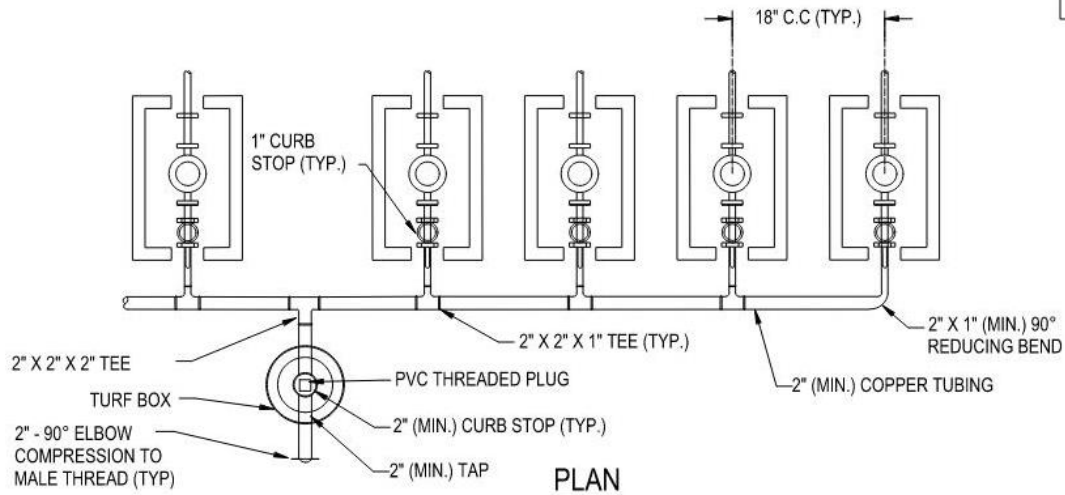 18" C.C (TYP.)
1" CURB
STOP (TYP.)
2" X 2" X 2" TEE
2" X 2" X 1" TEE (TYP.)
2" X 1" (MIN.) 90°
REDUCING BEND
PVC THREADED PLUG
2" (MIN.) COPPER TUBING
TURF BOX
2" (MIN.) CURB STOP (TYP.)
2" - 90° ELBOW
COMPRESSION TO
MALE THREAD (TYP)
2" (MIN.) TAP
PLAN